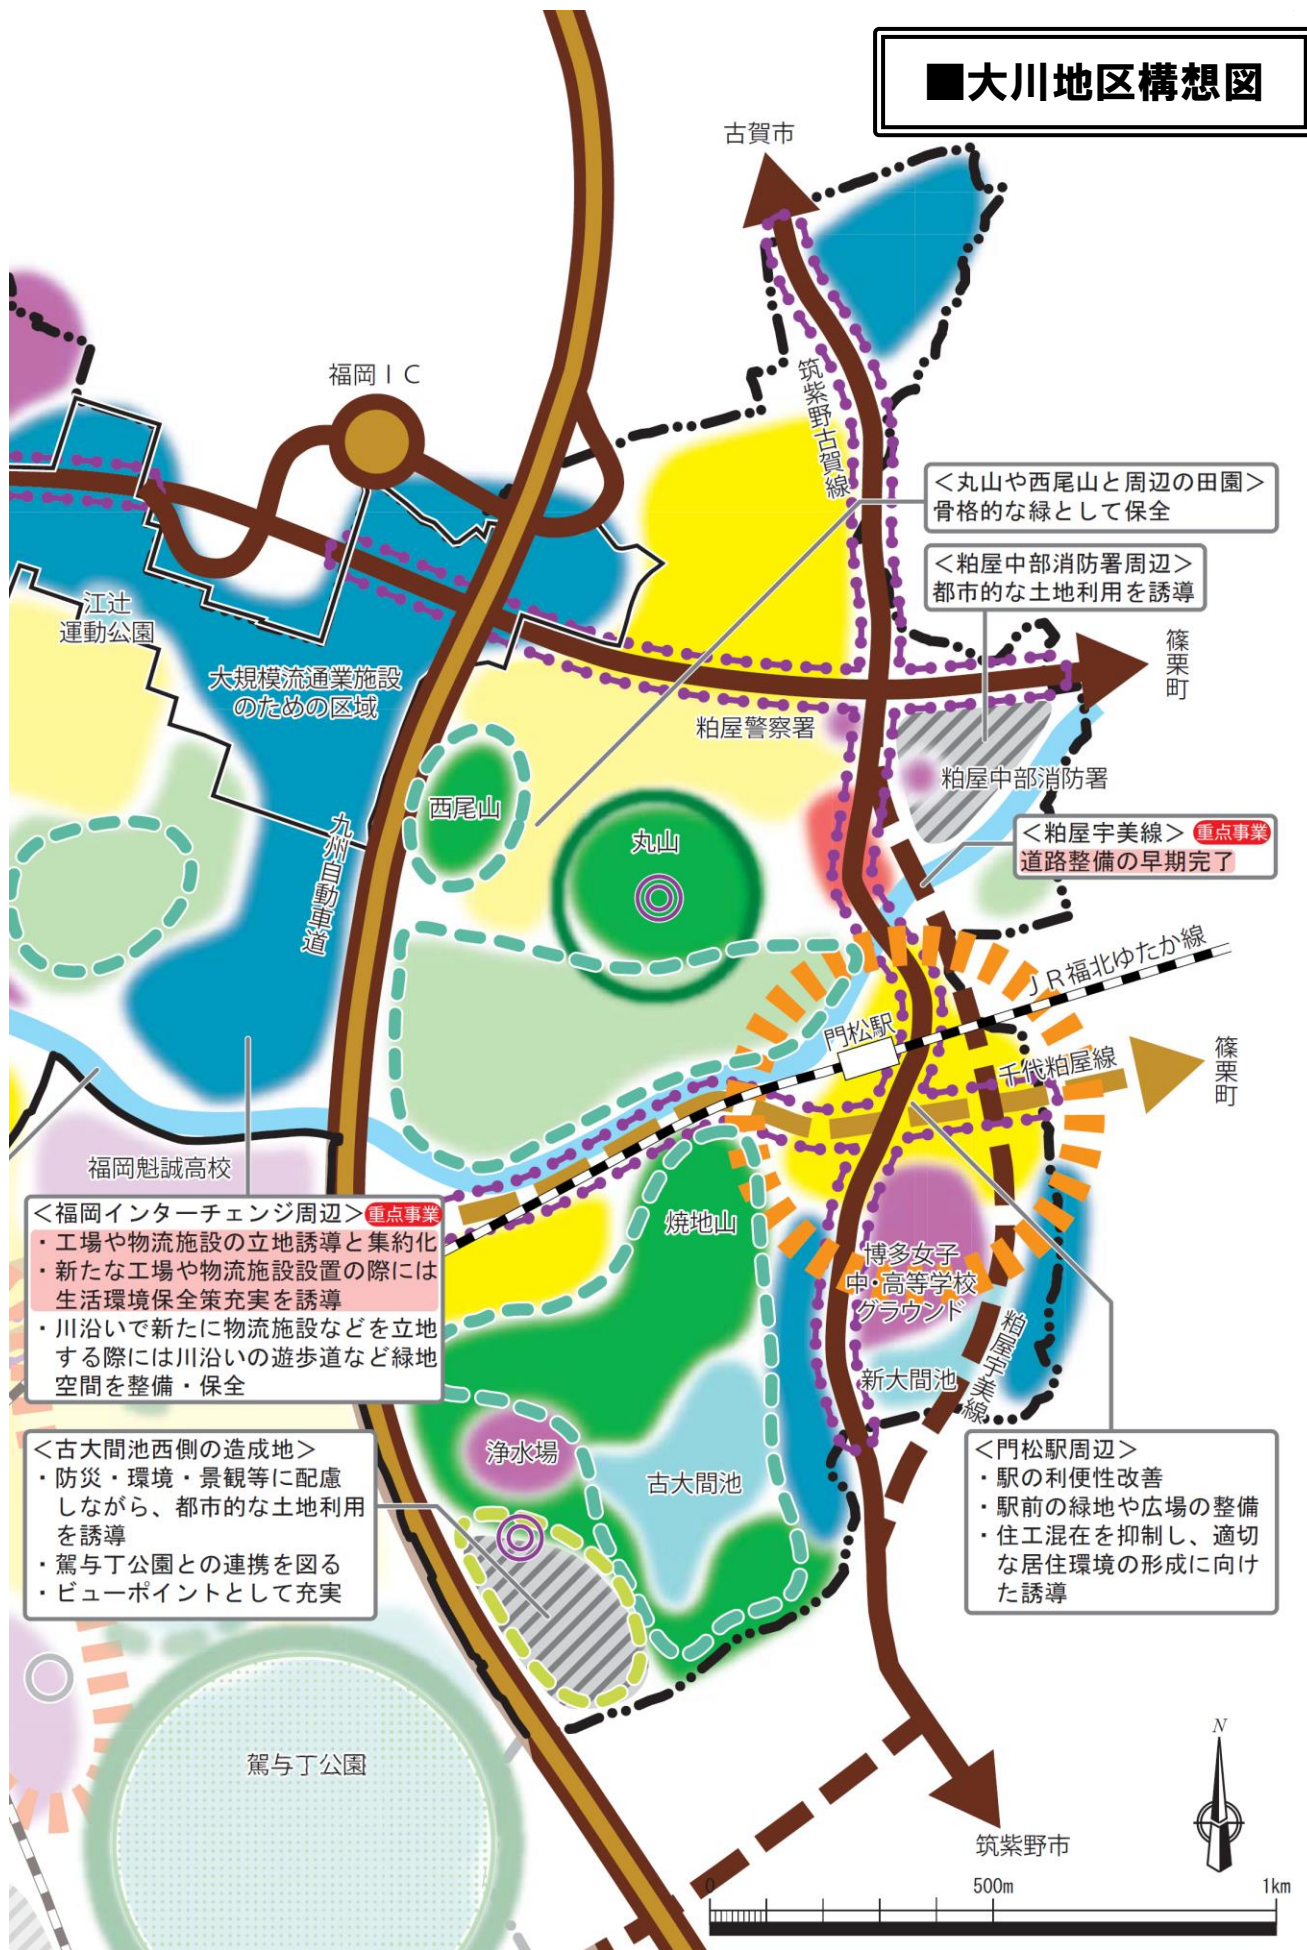 ■大川地区構想図
古賀市
福岡ＩＣ
筑紫野古賀線
＜丸山や西尾山と周辺の田園＞
骨格的な緑として保全
＜粕屋中部消防署周辺＞
都市的な土地利用を誘導
江辻
運動公園
篠栗町
大規模流通業施設
のための区域
粕屋警察署
粕屋中部消防署
西尾山
丸山
九州自動車道
＜粕屋宇美線＞ 重点事業
道路整備の早期完了
ＪＲ福北ゆたか線
門松駅
千代粕屋線
篠栗町
福岡魁誠高校
＜福岡インターチェンジ周辺＞ 重点事業
・工場や物流施設の立地誘導と集約化
・新たな工場や物流施設設置の際には
生活環境保全策充実を誘導
・川沿いで新たに物流施設などを立地
する際には川沿いの遊歩道など緑地
空間を整備・保全
焼地山
博多女子
中・高等学校
グラウンド
粕屋宇美線
新大間池
＜古大間池西側の造成地＞
・防災・環境・景観等に配慮
しながら、都市的な土地利用
を誘導
・駕与丁公園との連携を図る
・ビューポイントとして充実
浄水場
古大間池
＜門松駅周辺＞
・駅の利便性改善
・駅前の緑地や広場の整備
・住工混在を抑制し、適切
な居住環境の形成に向け
た誘導
駕与丁公園
N
筑紫野市
0 500m 1km